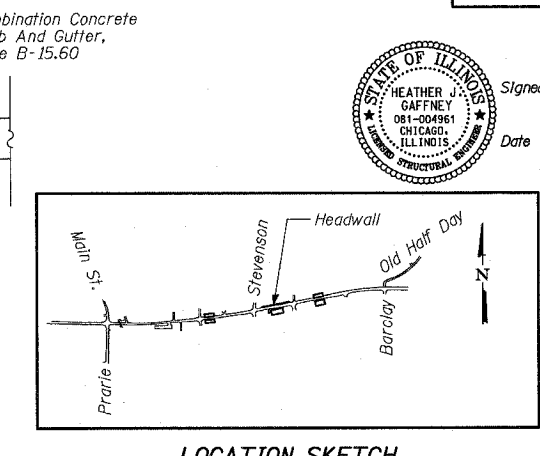 bination Concrete
b And Gutter,
e B-15.60
STATE OF ILLINOIS
HEATHER J.
GAFFNEY
081-004961
CHICAGO,
ILLINOIS
LICENSED STRUCTURAL ENGINEER
Signed
Date
Main St.
Stevenson
Headwall
Old Half Day
N
Prarie
Barclay
LOCATION SKETCH